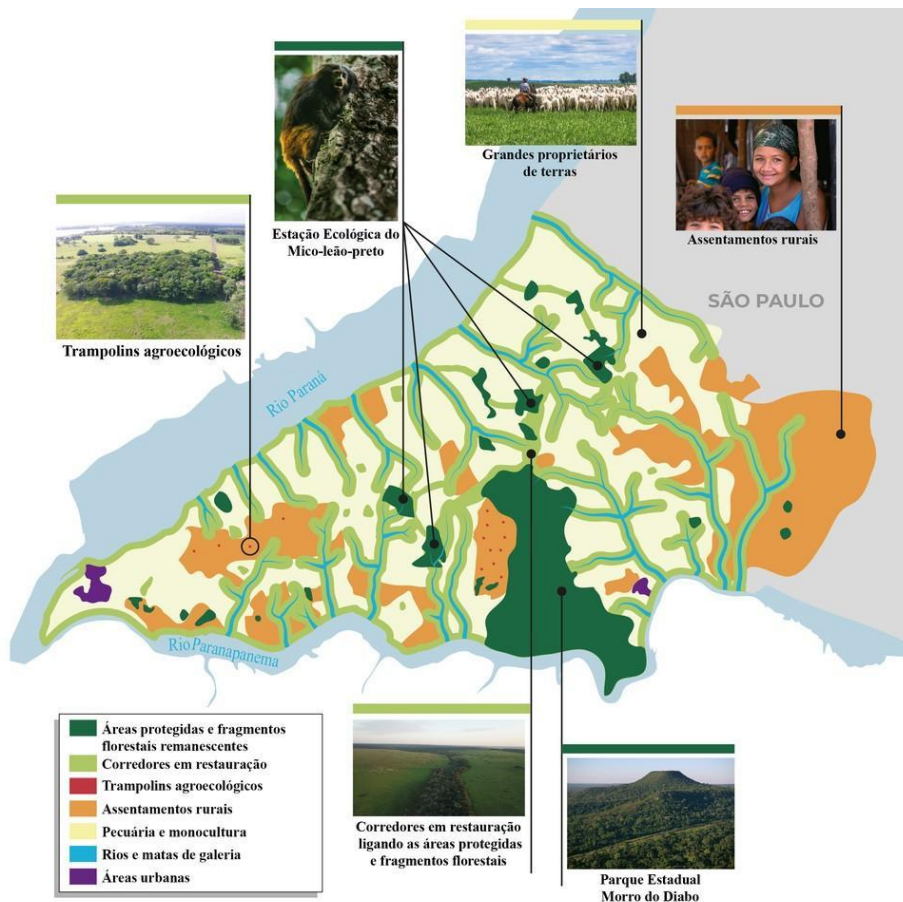 Grandes proprietários
de terras
Estação Ecológica do
Mico-leão-preto
Assentamentos rurais
Trampolins agroecológicos
SÃO PAULO
Rio Paraná
Rio Paranapanema
Áreas protegidas e fragmentos
florestais remanescentes
Corredores em restauração
Trampolins agroecológicos
Assentamentos rurais
Pecuária e monocultura
Rios e matas de galeria
Áreas urbanas
Corredores em restauração
ligando as áreas protegidas
e fragmentos florestais
Parque Estadual
Morro do Diabo